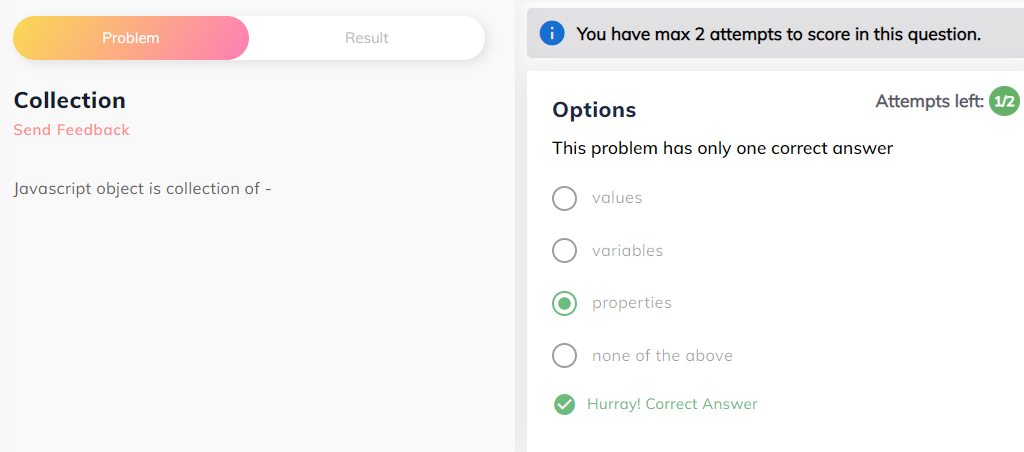 Problem
Result
Collection
Send Feedback
Javascript object is collection of -
You have max 2 attempts to score in this question.
Options
Attempts left: 1/2
This problem has only one correct answer
values
variables
properties
none of the above
Hurray! Correct Answer